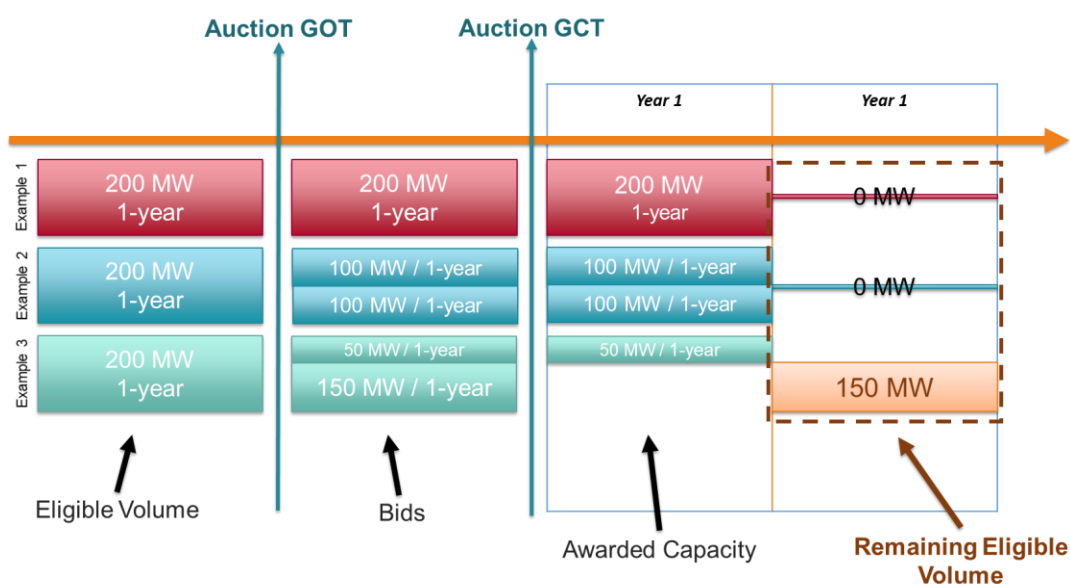 Auction GOT
Auction GCT
Year 1
Year 1
Example 1
200 MW
1-year
200 MW
1-year
200 MW
1-year
0 MW
Example 2
200 MW
1-year
100 MW / 1-year
100 MW / 1-year
100 MW / 1-year
100 MW / 1-year
0 MW
Example 3
200 MW
1-year
50 MW / 1-year
150 MW / 1-year
50 MW / 1-year
150 MW
Eligible Volume
Bids
Awarded Capacity
Remaining Eligible
Volume